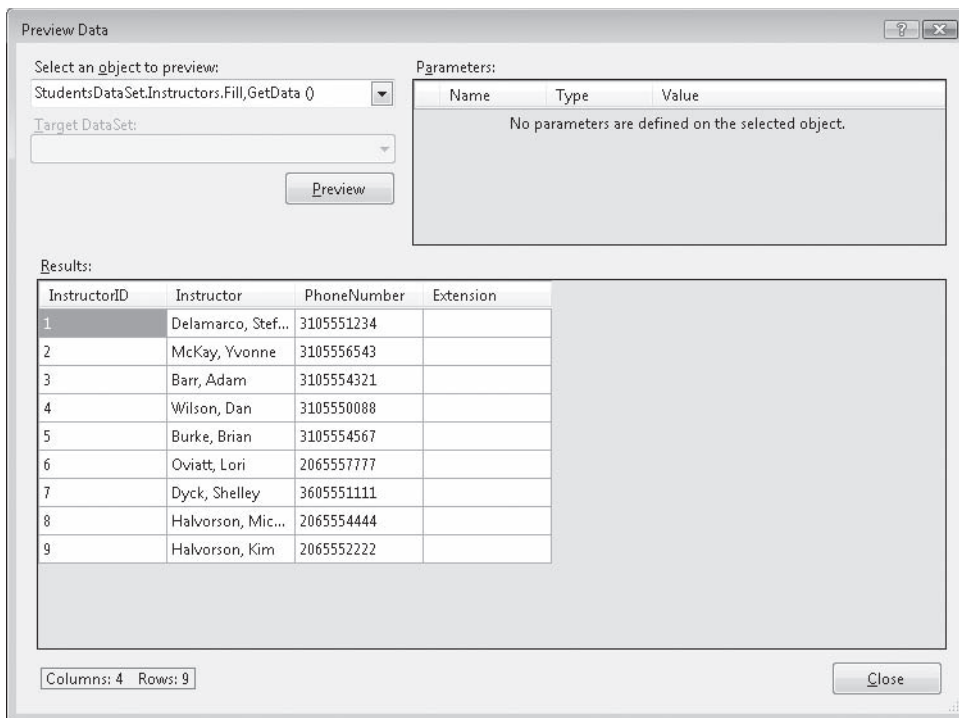 Preview Data
Select an object to preview:
StudentsDataSet.Instructors.Fill,GetData ()
Target DataSet:
Preview
Parameters:
Name Type Value
No parameters are defined on the selected object.
Results:
InstructorID Instructor PhoneNumber Extension
1 Delamarco, Stef... 3105551234
2 McKay, Yvonne 3105556543
3 Barr, Adam 3105554321
4 Wilson, Dan 3105550088
5 Burke, Brian 3105554567
6 Oviatt, Lori 2065557777
7 Dyck, Shelley 3605551111
8 Halvorson, Mic... 2065554444
9 Halvorson, Kim 2065552222
Columns: 4 Rows: 9
Close